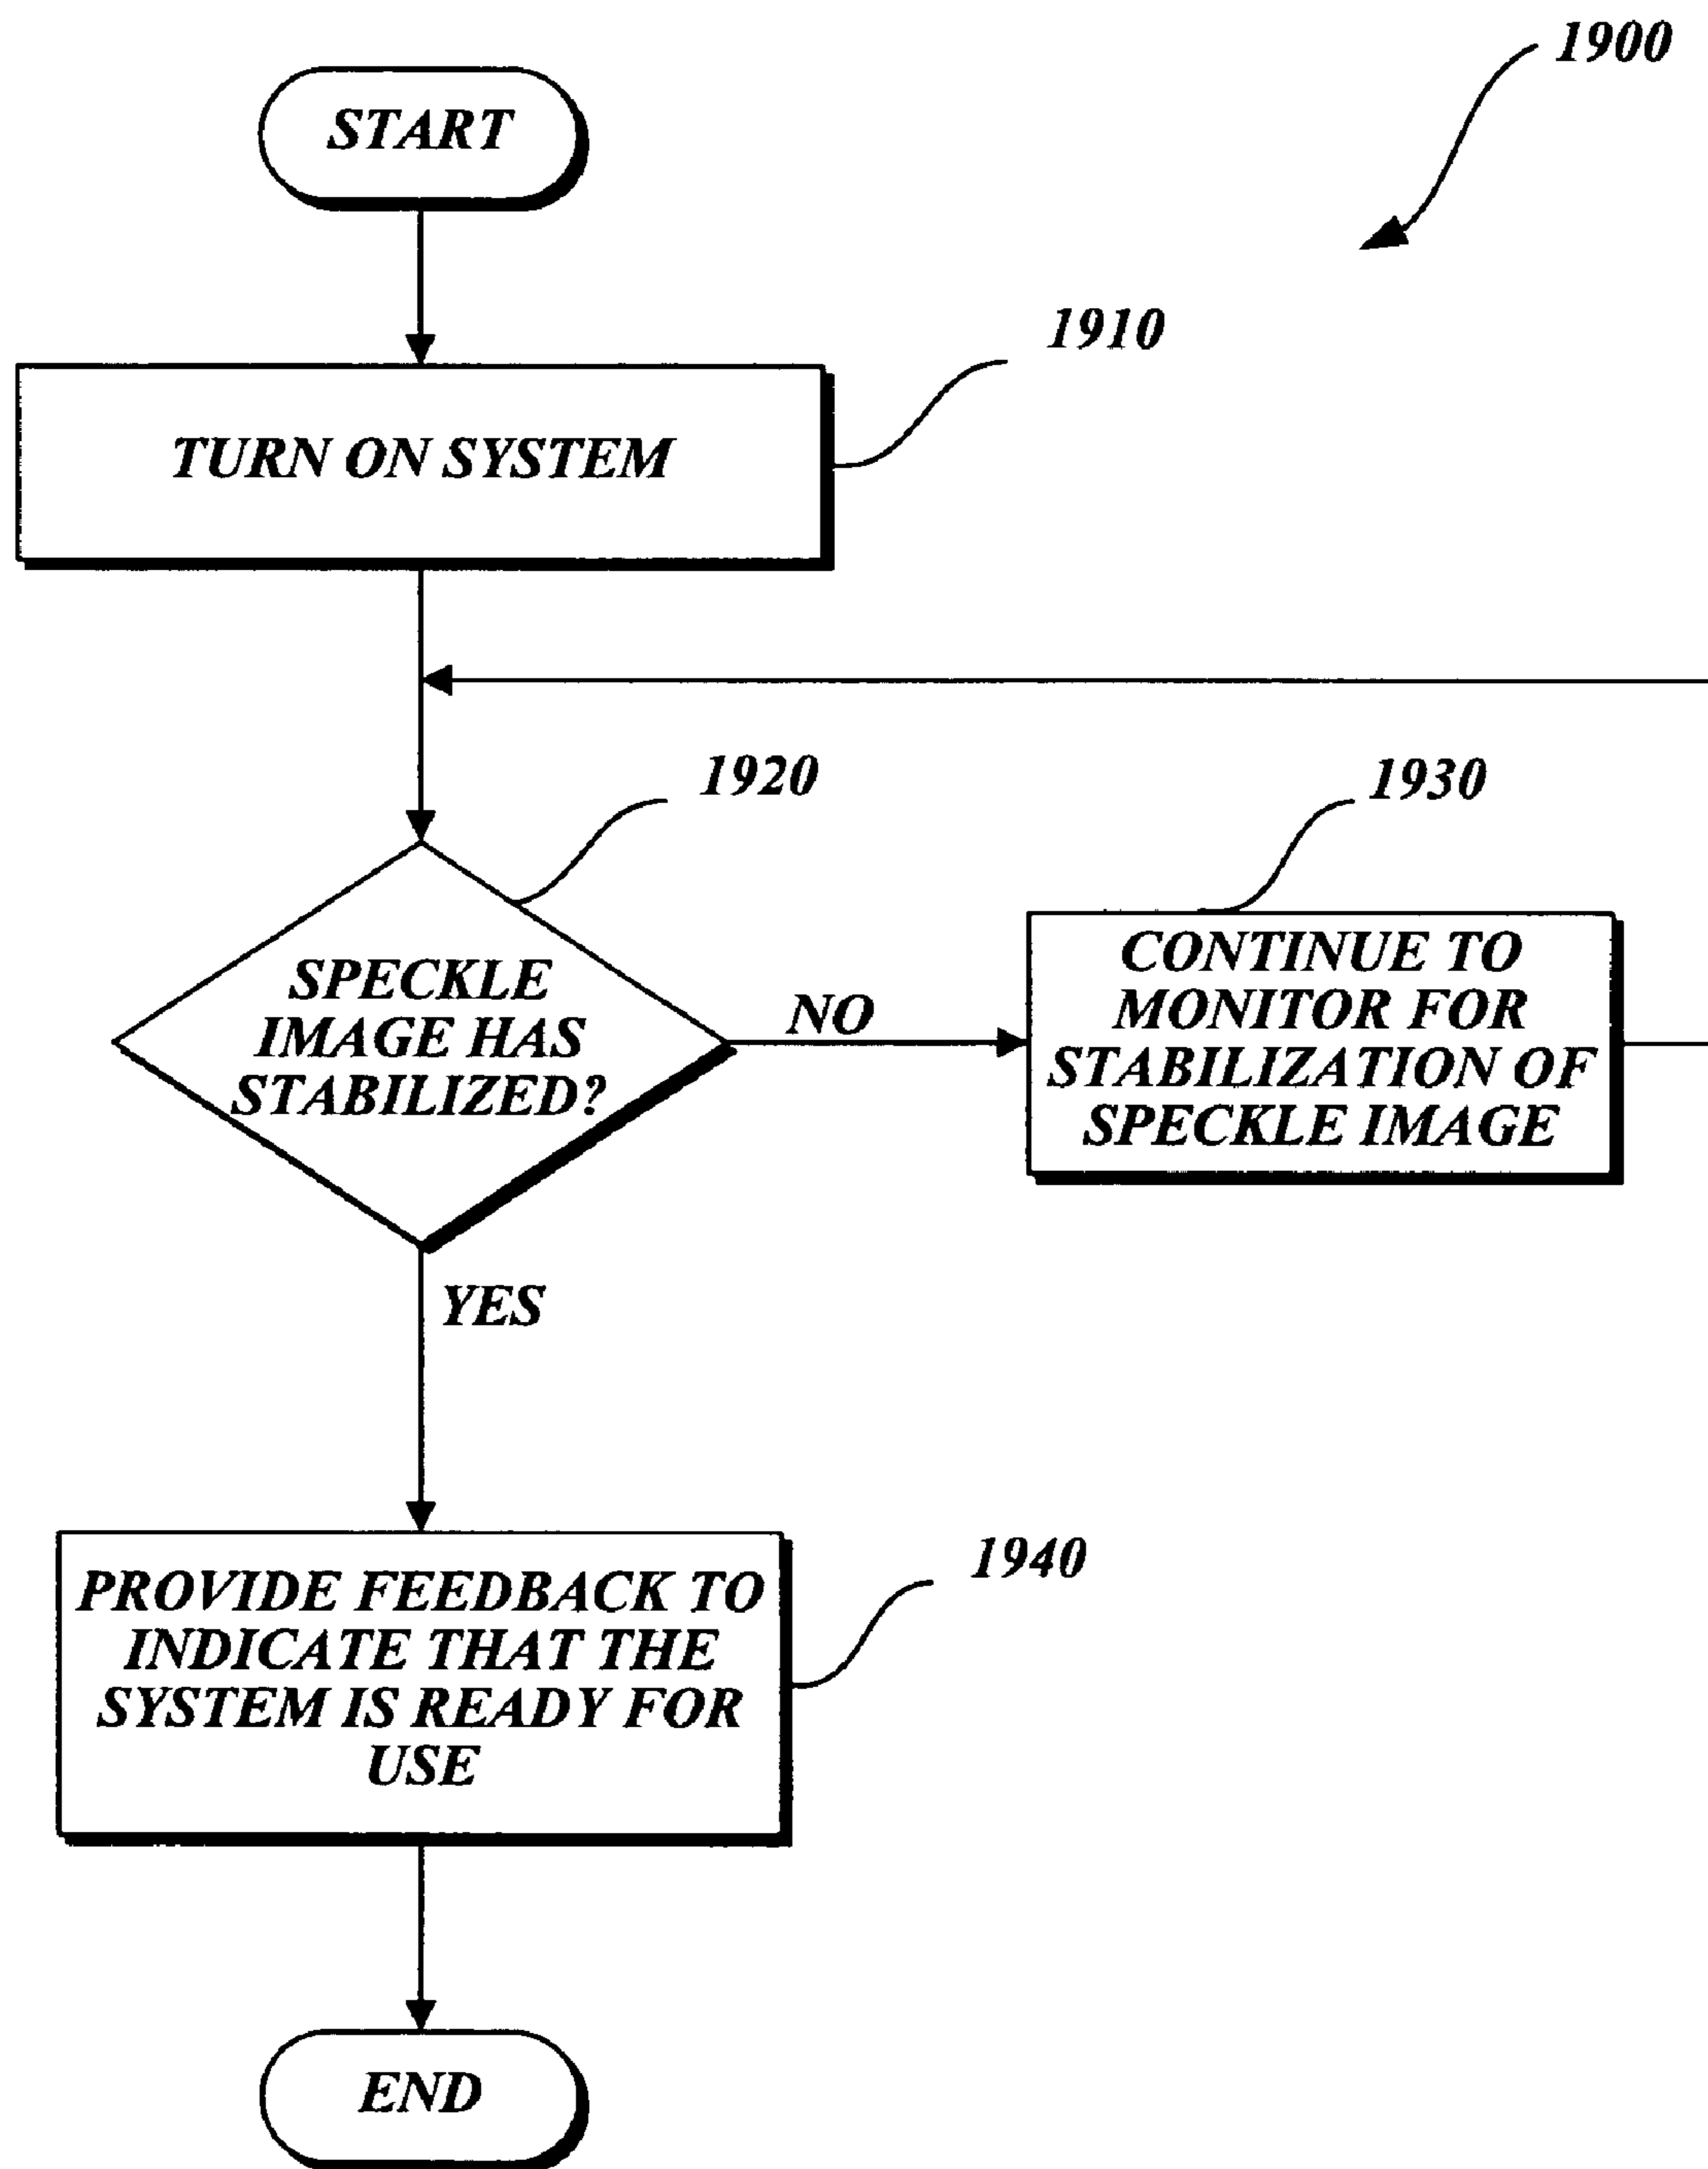 1900
START
1910
TURN ON SYSTEM
1920
1930
SPECKLE
IMAGE HAS
STABILIZED?
NO
CONTINUE TO
MONITOR FOR
STABILIZATION OF
SPECKLE IMAGE
YES
1940
PROVIDE FEEDBACK TO
INDICATE THAT THE
SYSTEM IS READY FOR
USE
END